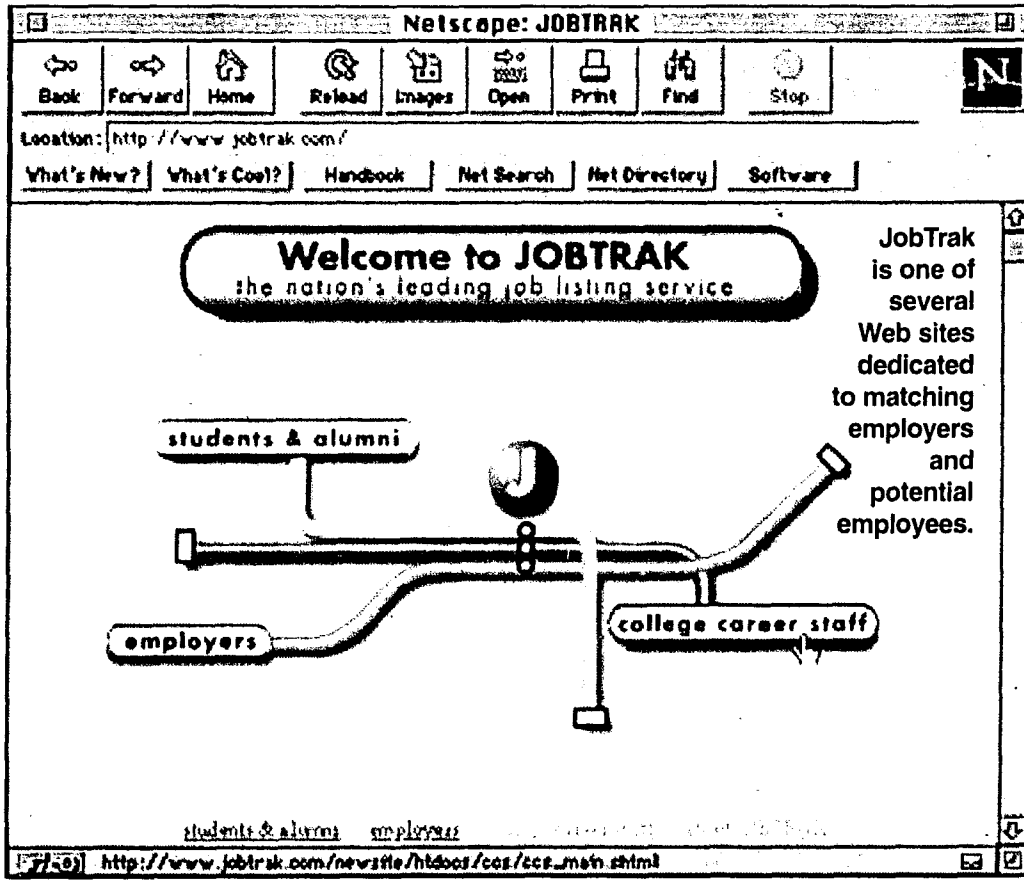 Netscape: JOBTRAK
Back Forward Home Reload Images Open Print Find Stop
N
Location: http://www.jobtrak.com/
What's New? What's Cool? Handbook Net Search Net Directory Software
Welcome to JOBTRAK
the nation's leading job listing service
JobTrak
is one of
several
Web sites
dedicated
to matching
employers
and
potential
employees.
students & alumni
J
employers
college career staff
students & alumni employers
http://www.jobtrak.com/newsite/htdocs/ccs/ccs_main.shtml